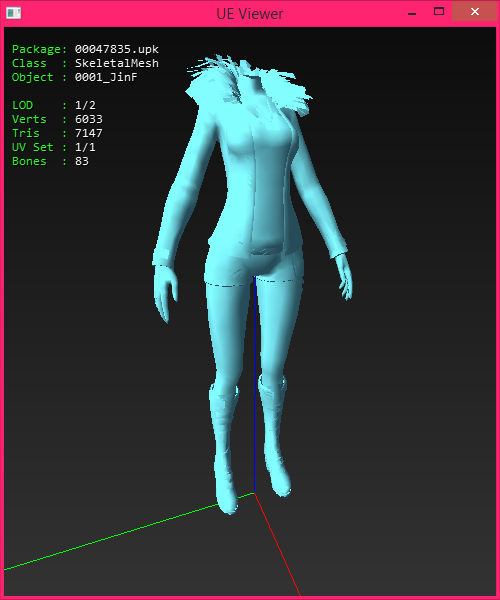 UE Viewer
Package: 00047835.upk
Class : SkeletalMesh
Object : 0001_JinF
LOD : 1/2
Verts : 6033
Tris : 7147
UV Set : 1/1
Bones : 83